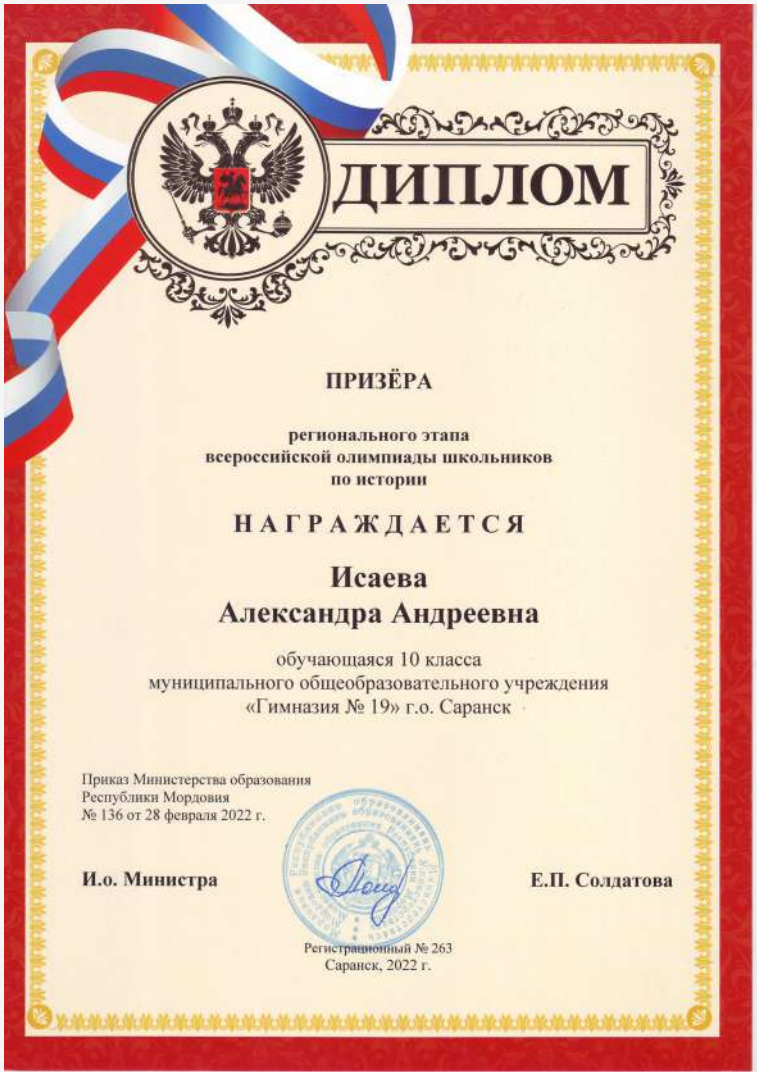 ДИПЛОМ
ПРИЗЁРА
регионального этапа
всероссийской олимпиады школьников
по истории
НАГРАЖДАЕТСЯ
Исаева
Александра Андреевна
обучающаяся 10 класса
муниципального общеобразовательного учреждения
«Гимназия № 19» г.о. Саранск
Приказ Министерства образования
Республики Мордовия
№ 136 от 28 февраля 2022 г.
И.о. Министра
Е.П. Солдатова
Регистрационный № 263
Саранск, 2022 г.